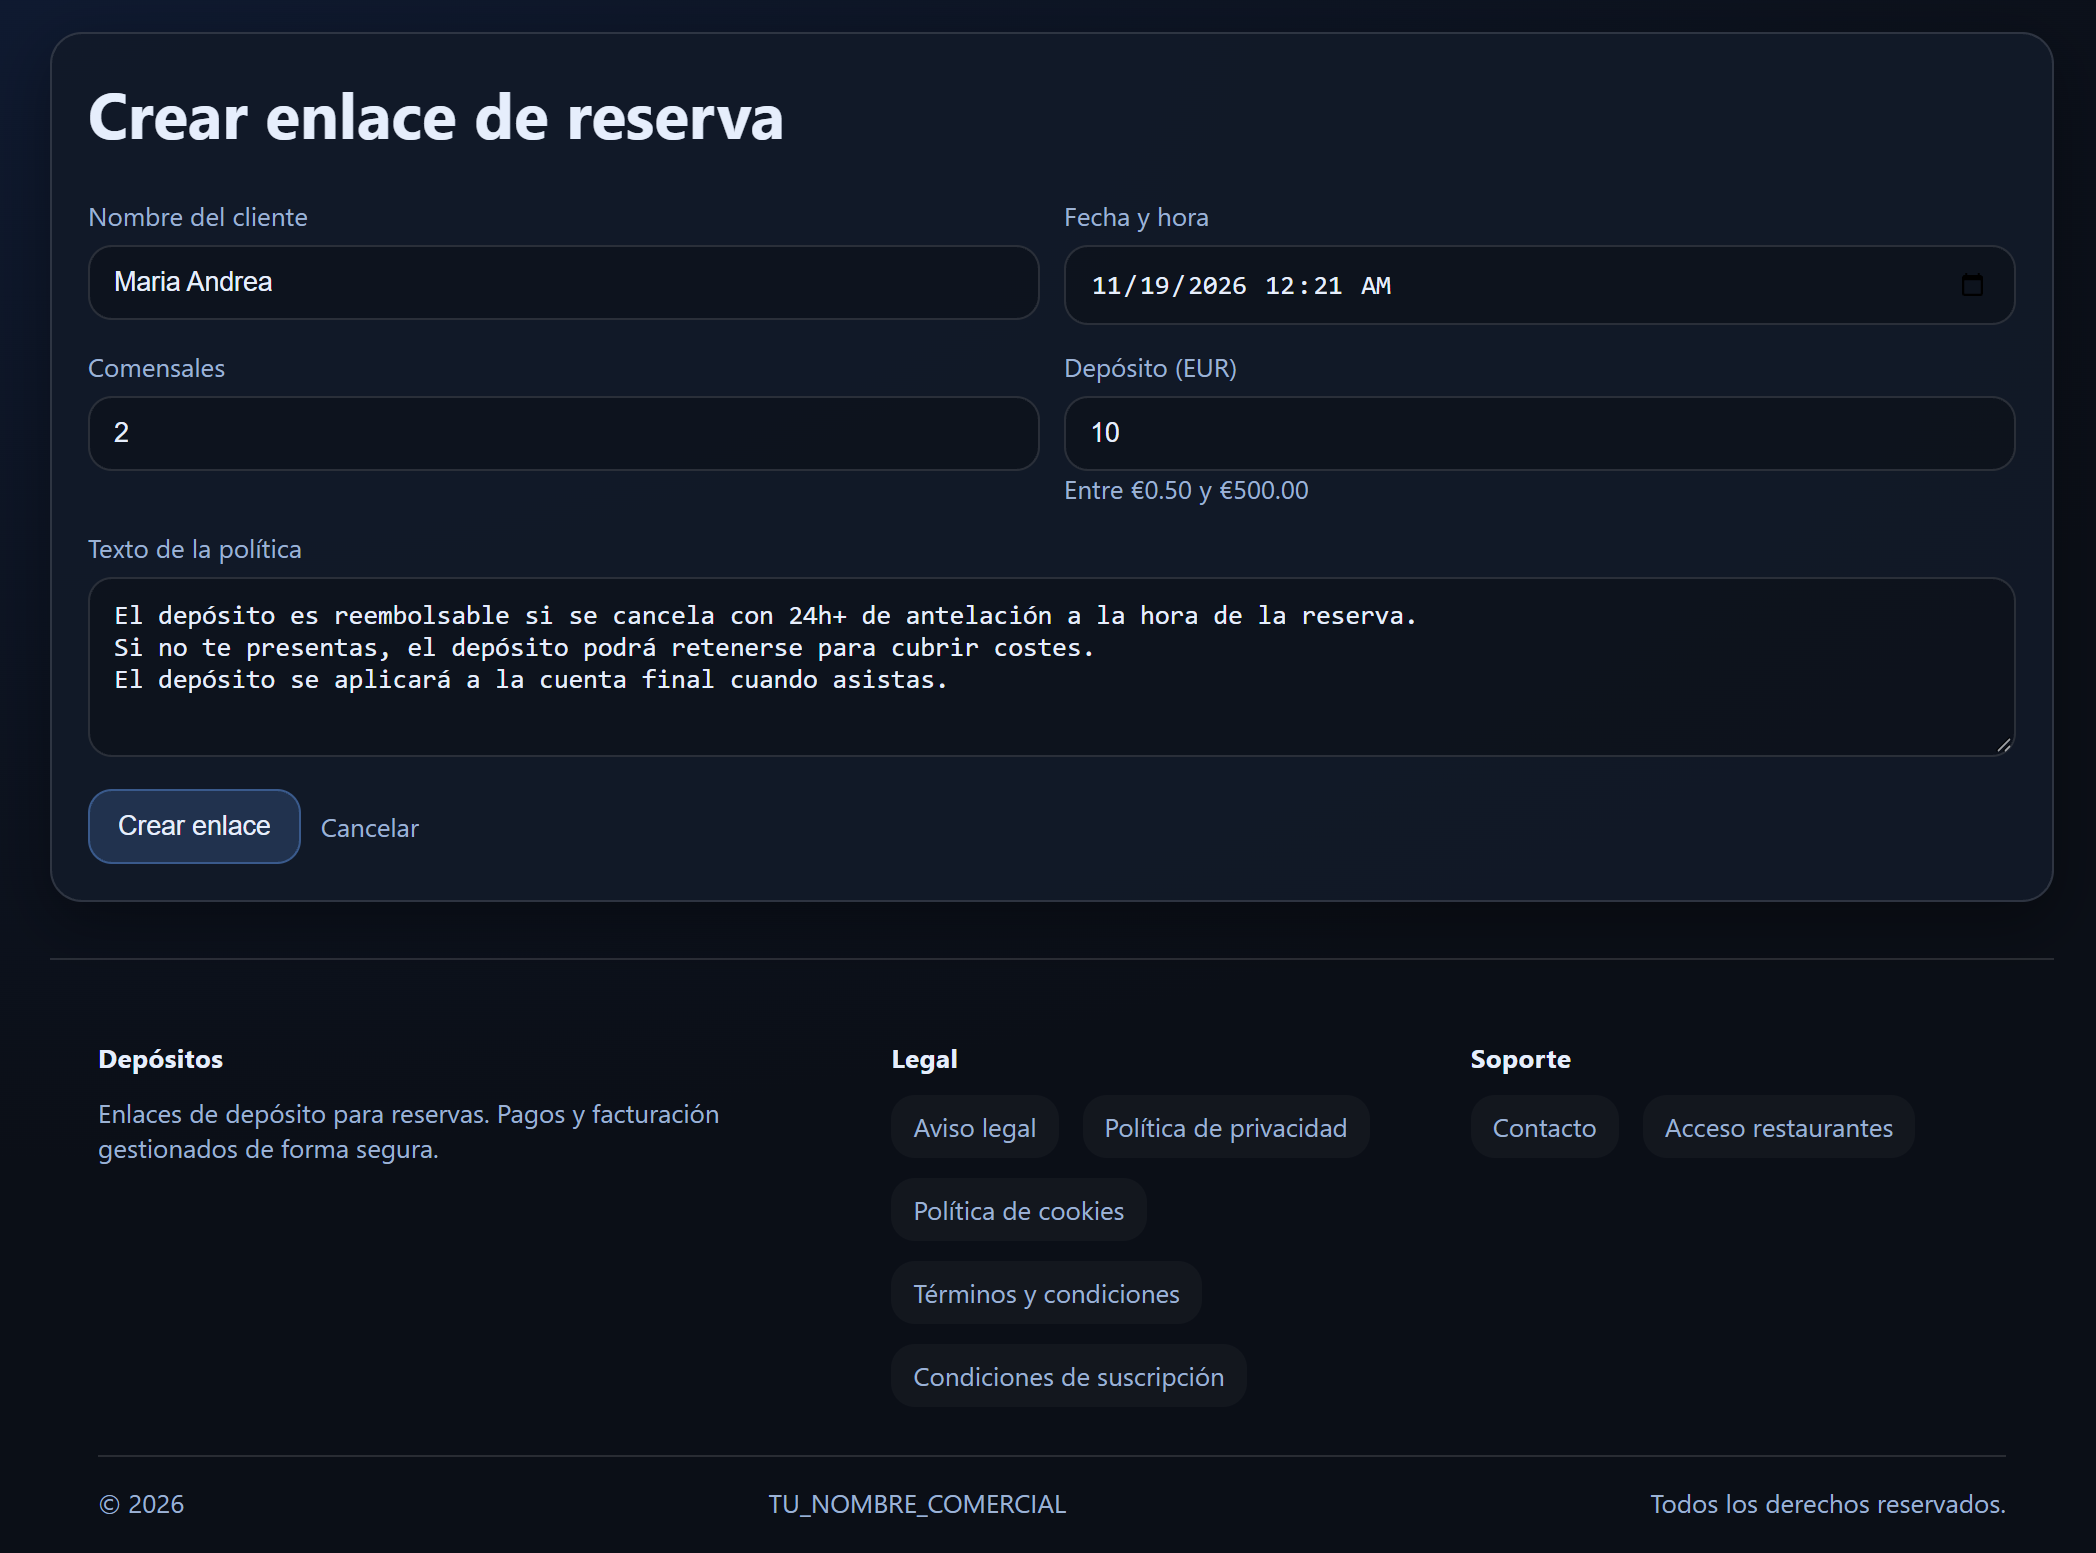 Crear enlace de reserva
Nombre del cliente
Fecha y hora
Maria Andrea
11/19/2026 12:21 AM
Comensales
Depósito (EUR)
2
10
Entre €0.50 y €500.00
Texto de la política
El depósito es reembolsable si se cancela con 24h+ de antelación a la hora de la reserva.
Si no te presentas, el depósito podrá retenerse para cubrir costes.
El depósito se aplicará a la cuenta final cuando asistas.
Crear enlace
Cancelar
Depósitos
Enlaces de depósito para reservas. Pagos y facturación
gestionados de forma segura.
Legal
Aviso legal
Política de privacidad
Política de cookies
Términos y condiciones
Condiciones de suscripción
Soporte
Contacto
Acceso restaurantes
© 2026
TU_NOMBRE_COMERCIAL
Todos los derechos reservados.